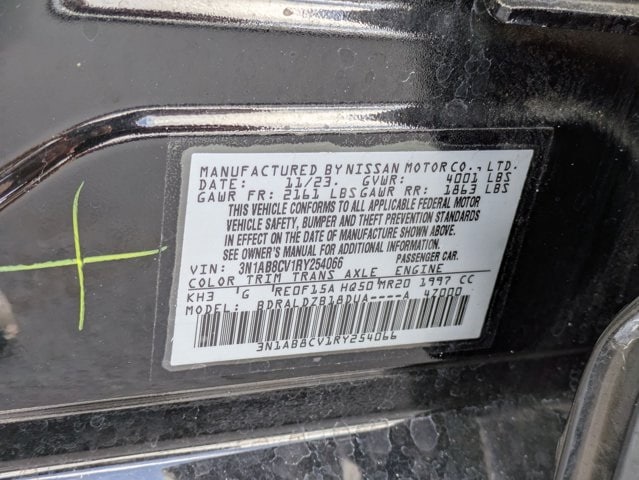 MANUFACTURED BY NISSAN MOTOR CO., LTD.
DATE: 11/23. GVWR: 4001 LBS
GAWR FR: 2161 LBS GAWR RR: 1863 LBS
THIS VEHICLE CONFORMS TO ALL APPLICABLE FEDERAL MOTOR
VEHICLE SAFETY, BUMPER AND THEFT PREVENTION STANDARDS
IN EFFECT ON THE DATE OF MANUFACTURE SHOWN ABOVE.
SEE OWNER'S MANUAL FOR ADDITIONAL INFORMATION.
VIN: 3N1AB8CV1RY254066 PASSENGER CAR.
COLOR TRIM TRANS AXLE ENGINE
KH3 G RE0F15A HQ50 MR20 1997 CC
MODEL: BDRALDZB18DUA----A 47000
3N1AB8CV1RY254066